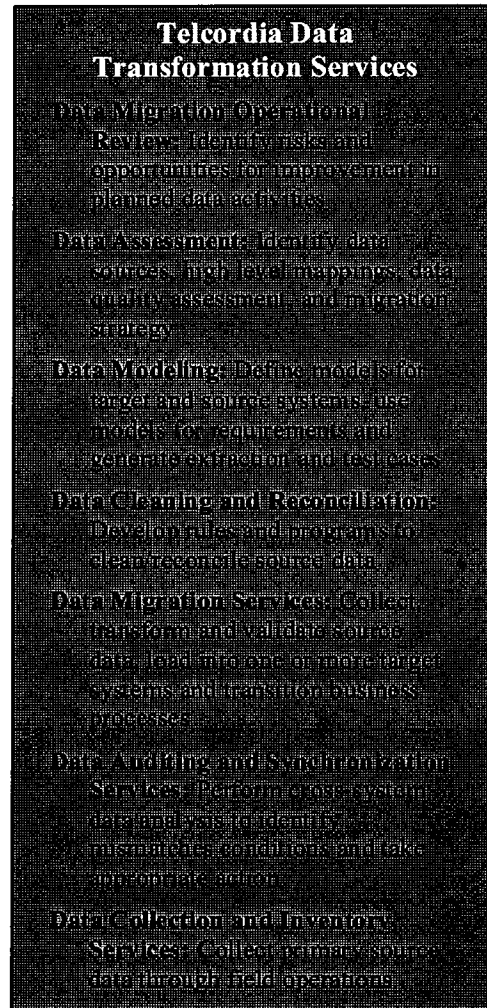 Telcordia Data
Transformation Services
Data Migration Operational
Review: Identify risks and
opportunities for improvement in
planned data activities
Data Assessment: Identify data
sources, high level mappings, data
quality assessment, and migration
strategy
Data Modeling: Define models for
target and source systems, use
models for requirements and
generate extraction and test cases
Data Cleaning and Reconciliation:
Develop rules and programs to
clean/reconcile source data
Data Migration Services: Collect
transform and validate source
data, load into one or more target
systems and transition business
processes
Data Auditing and Synchronization
Services: Perform cross-system
data analysis to identify
mismatches conditions and take
appropriate action
Data Collection and Inventory
Services: Collect primary source
data through field operations